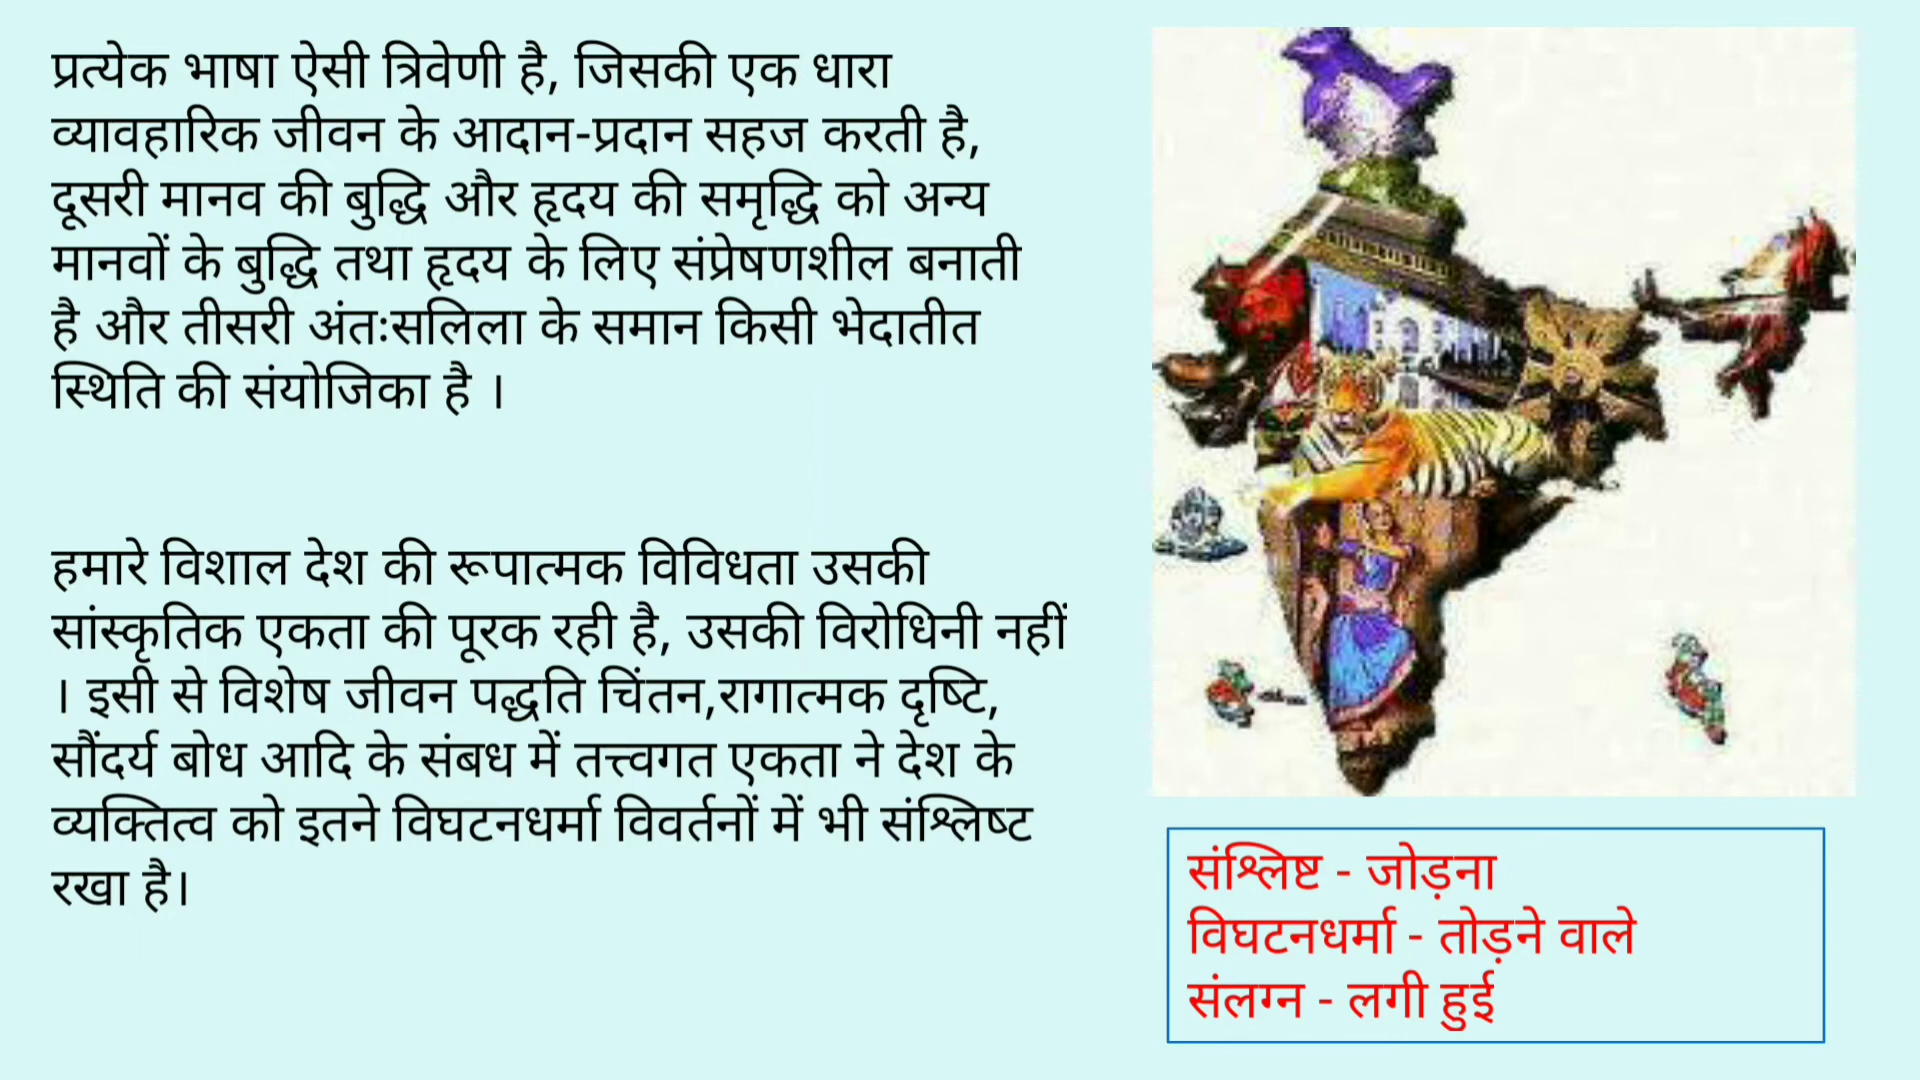 प्रत्येक भाषा ऐसी त्रिवेणी है, जिसकी एक धारा
व्यावहारिक जीवन के आदान-प्रदान सहज करती है,
दूसरी मानव की बुद्धि और हृदय की समृद्धि को अन्य
मानवों के बुद्धि तथा हृदय के लिए संप्रेषणशील बनाती
है और तीसरी अंतःसलिला के समान किसी भेदातीत
स्थिति की संयोजिका है ।
हमारे विशाल देश की रूपात्मक विविधता उसकी
सांस्कृतिक एकता की पूरक रही है, उसकी विरोधिनी नहीं
। इसी से विशेष जीवन पद्धति चिंतन,रागात्मक दृष्टि,
सौंदर्य बोध आदि के संबध में तत्त्वगत एकता ने देश के
व्यक्तित्व को इतने विघटनधर्मा विवर्तनों में भी संश्लिष्ट
रखा है।
संश्लिष्ट - जोड़ना
विघटनधर्मा - तोड़ने वाले
संलग्न - लगी हुई